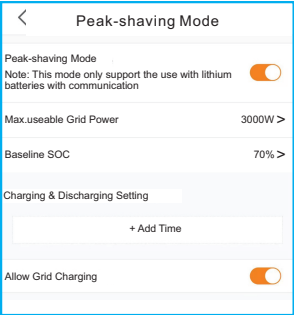 Peak-shaving Mode
Peak-shaving Mode
Note: This mode only support the use with lithium
batteries with communication
Max.useable Grid Power 3000W >
Baseline SOC 70% >
Charging & Discharging Setting
+ Add Time
Allow Grid Charging